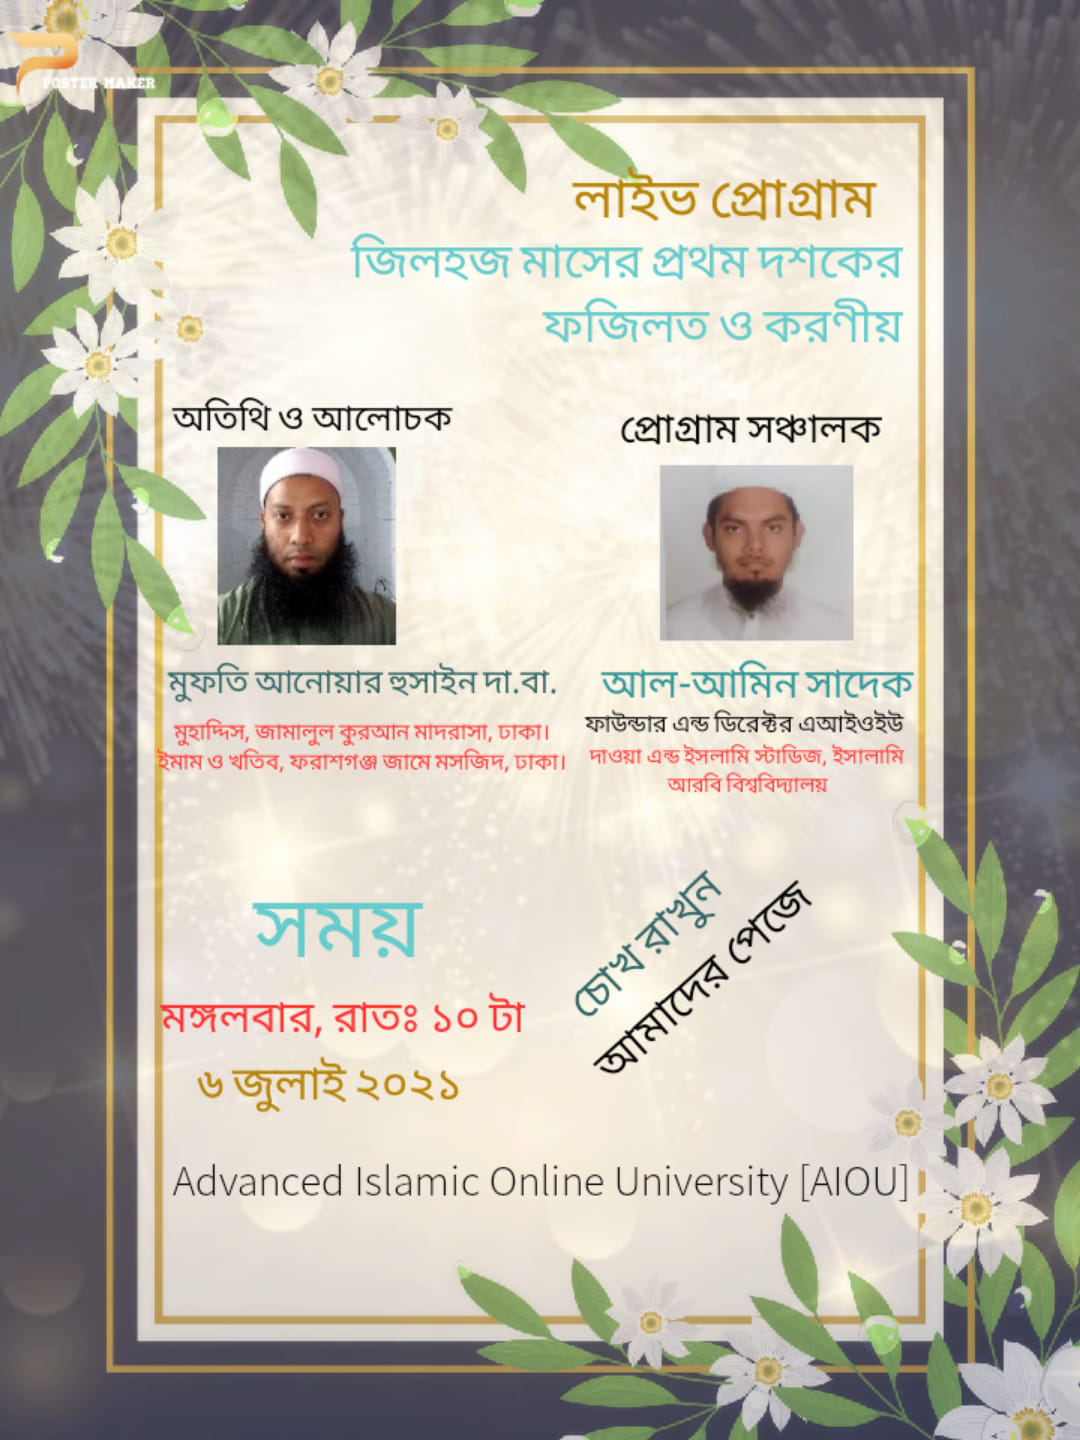 POSTER MAKER
লাইভ প্রোগ্রাম
জিলহজ মাসের প্রথম দশকের
ফজিলত ও করণীয়
অতিথি ও আলোচক
মুফতি আনোয়ার হুসাইন দা.বা.
মুহাদ্দিস, জামালুল কুরআন মাদরাসা, ঢাকা।
ইমাম ও খতিব, ফরাশগঞ্জ জামে মসজিদ, ঢাকা।
প্রোগ্রাম সঞ্চালক
আল-আমিন সাদেক
ফাউন্ডার এন্ড ডিরেক্টর এআইওইউ
দাওয়া এন্ড ইসলামি স্টাডিজ, ইসালামি
আরবি বিশ্ববিদ্যালয়
সময়
মঙ্গলবার, রাতঃ ১০ টা
৬ জুলাই ২০২১
চোখ রাখুন
আমাদের পেজে
Advanced Islamic Online University [AIOU]